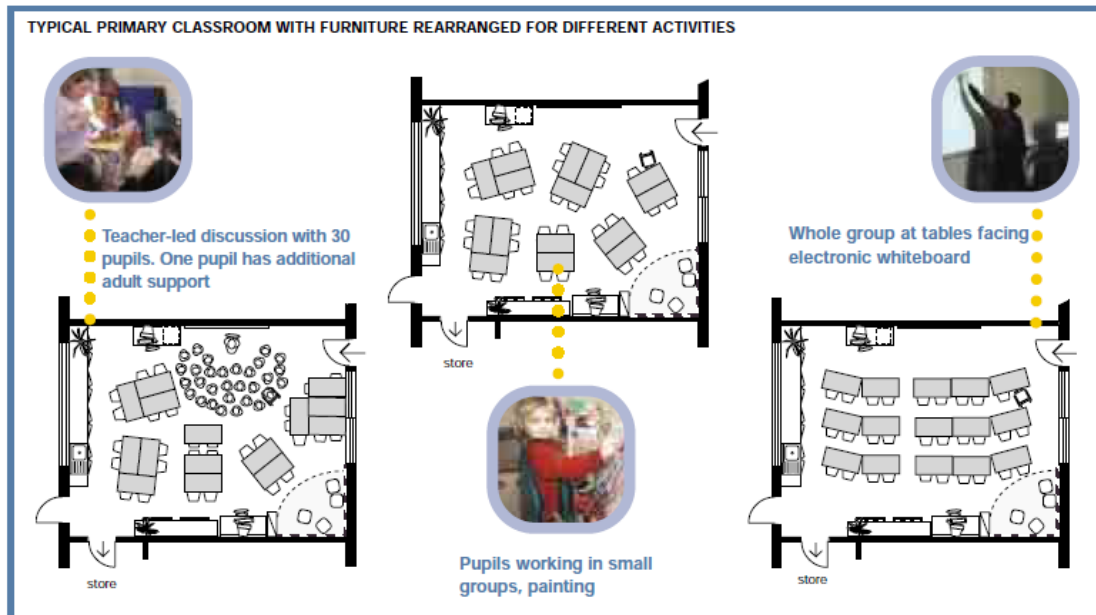 TYPICAL PRIMARY CLASSROOM WITH FURNITURE REARRANGED FOR DIFFERENT ACTIVITIES
Teacher-led discussion with 30
pupils. One pupil has additional
adult support
Whole group at tables facing
electronic whiteboard
store
store
Pupils working in small
groups, painting
store